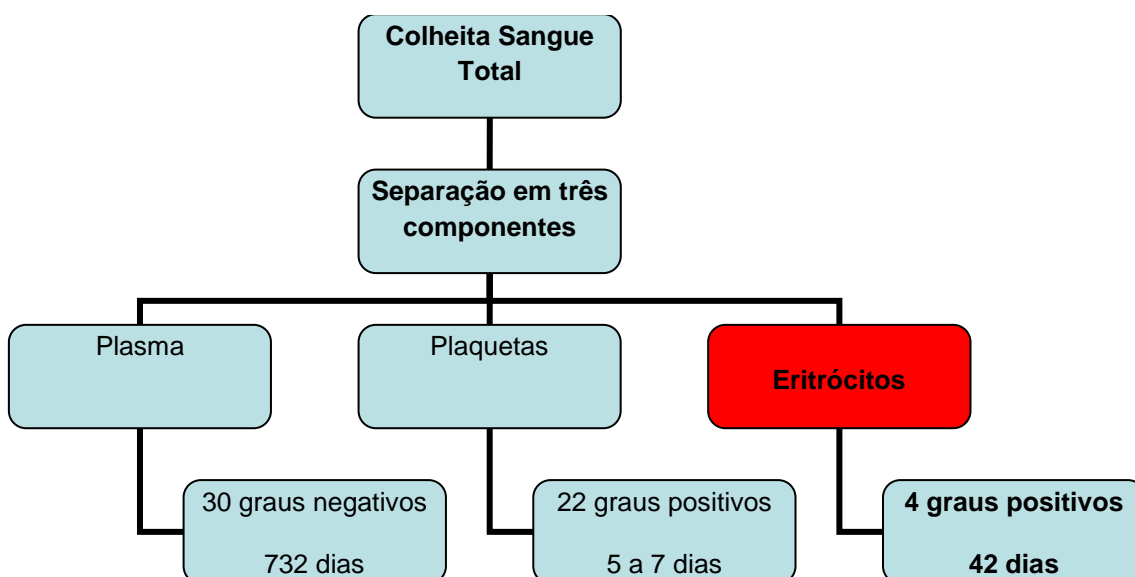 Colheita Sangue
Total
Separação em três
componentes
Plasma
Plaquetas
Eritrócitos
30 graus negativos
732 dias
22 graus positivos
5 a 7 dias
4 graus positivos
42 dias